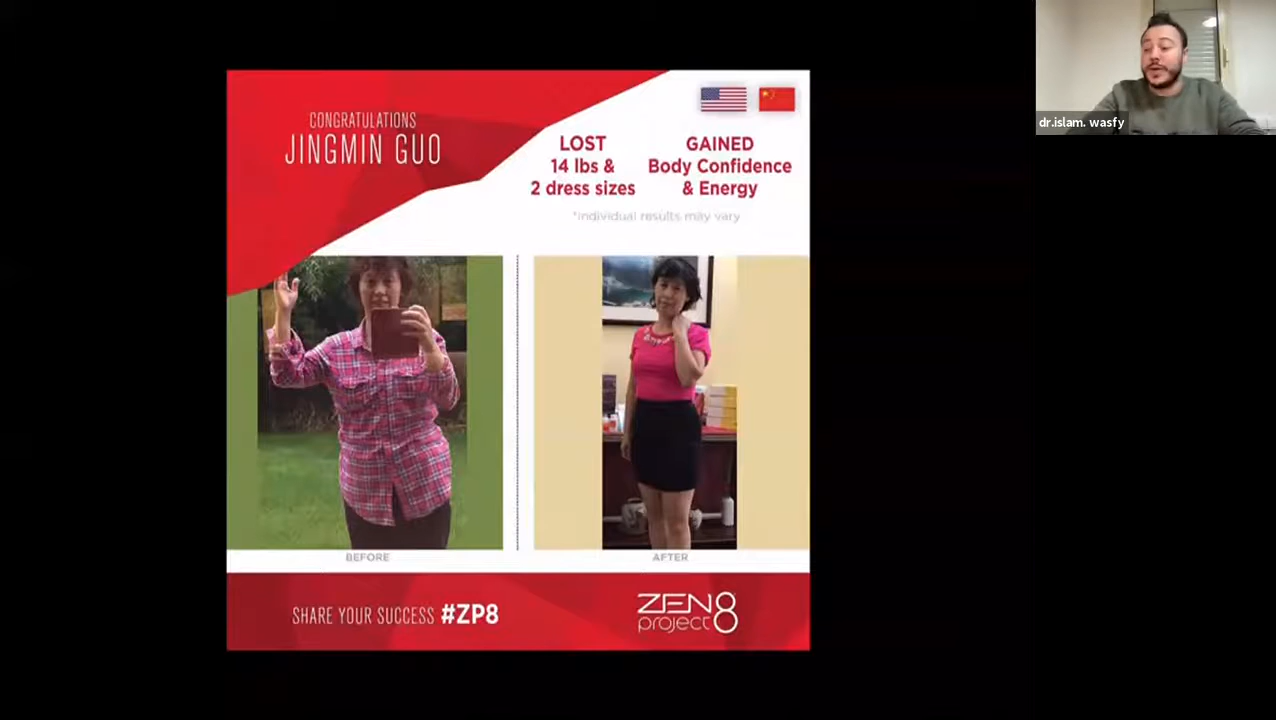 CONGRATULATIONS
JINGMIN GUO
LOST
14 lbs &
2 dress sizes
GAINED
Body Confidence
& Energy
*Individual results may vary
BEFORE
AFTER
SHARE YOUR SUCCESS #ZP8
ZEN8
project
dr.islam. wasfy